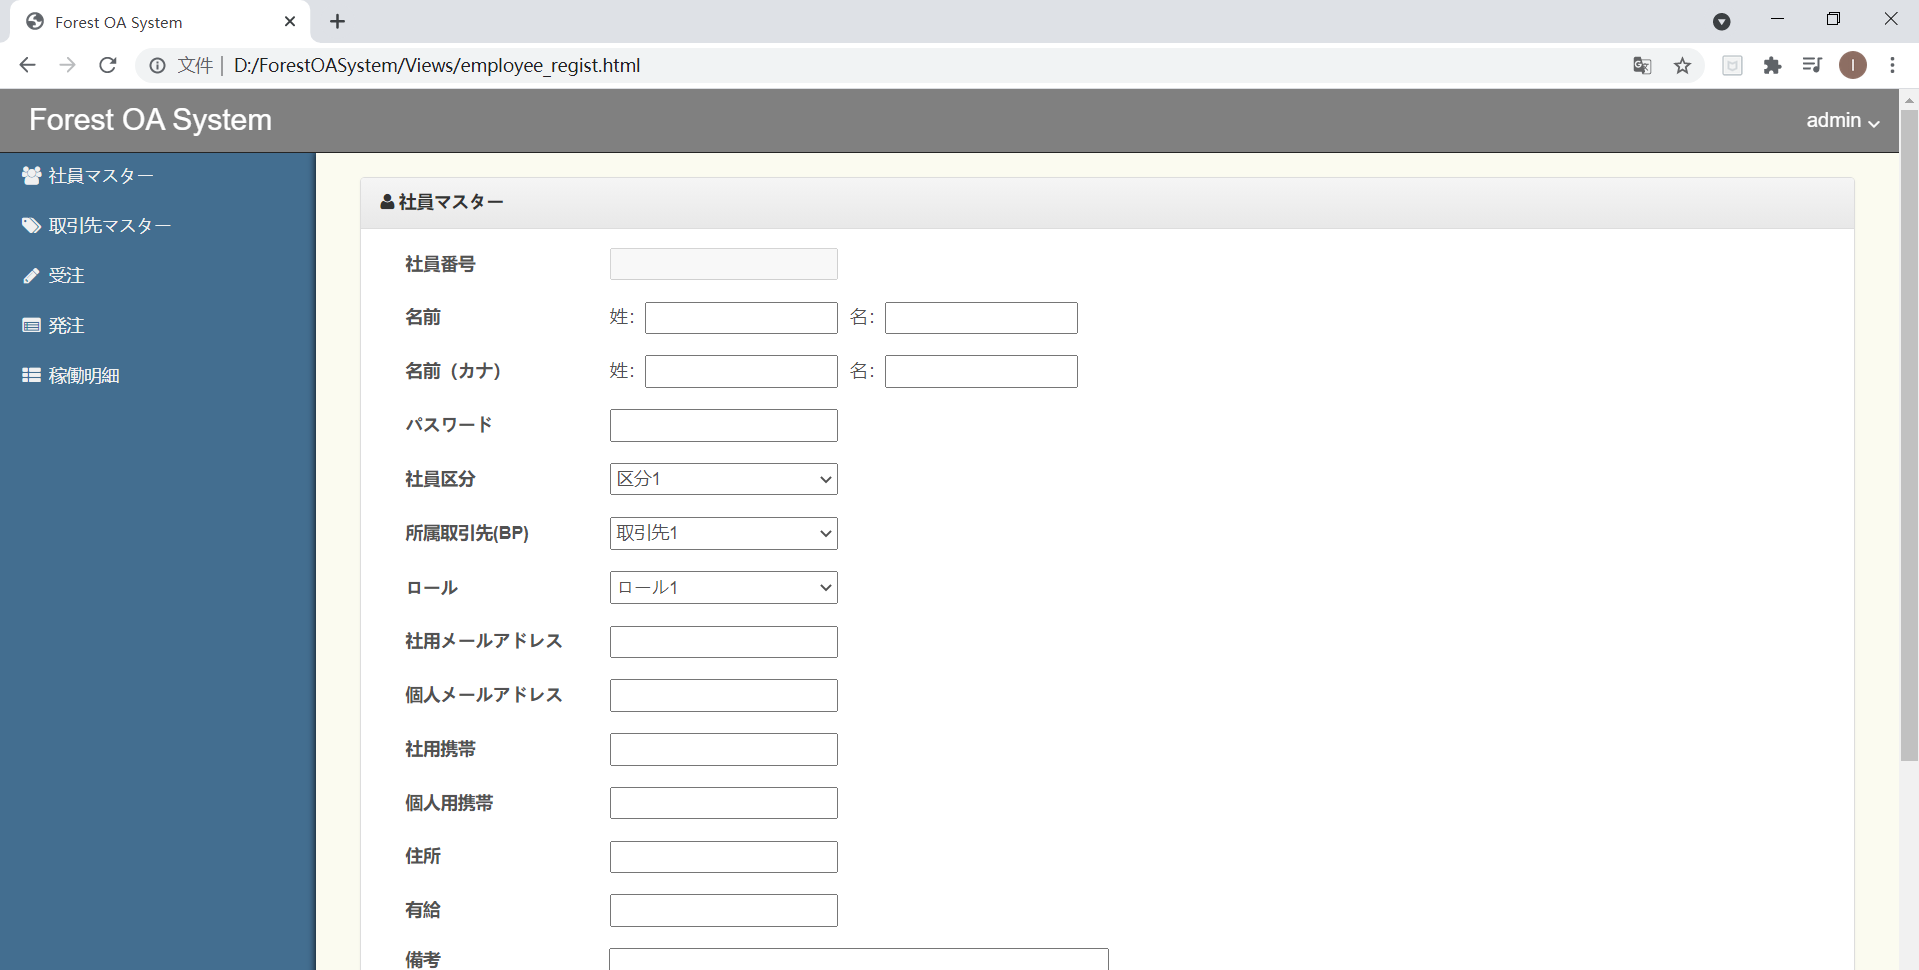 Forest OA System
文件 | D:/ForestOASystem/Views/employee_regist.html
I
Forest OA System
admin
社員マスター
取引先マスター
受注
発注
稼働明細
社員マスター
社員番号
名前 姓: 名:
名前（カナ） 姓: 名:
パスワード
社員区分 区分1
所属取引先(BP) 取引先1
ロール ロール1
社用メールアドレス
個人メールアドレス
社用携帯
個人用携帯
住所
有給
備考